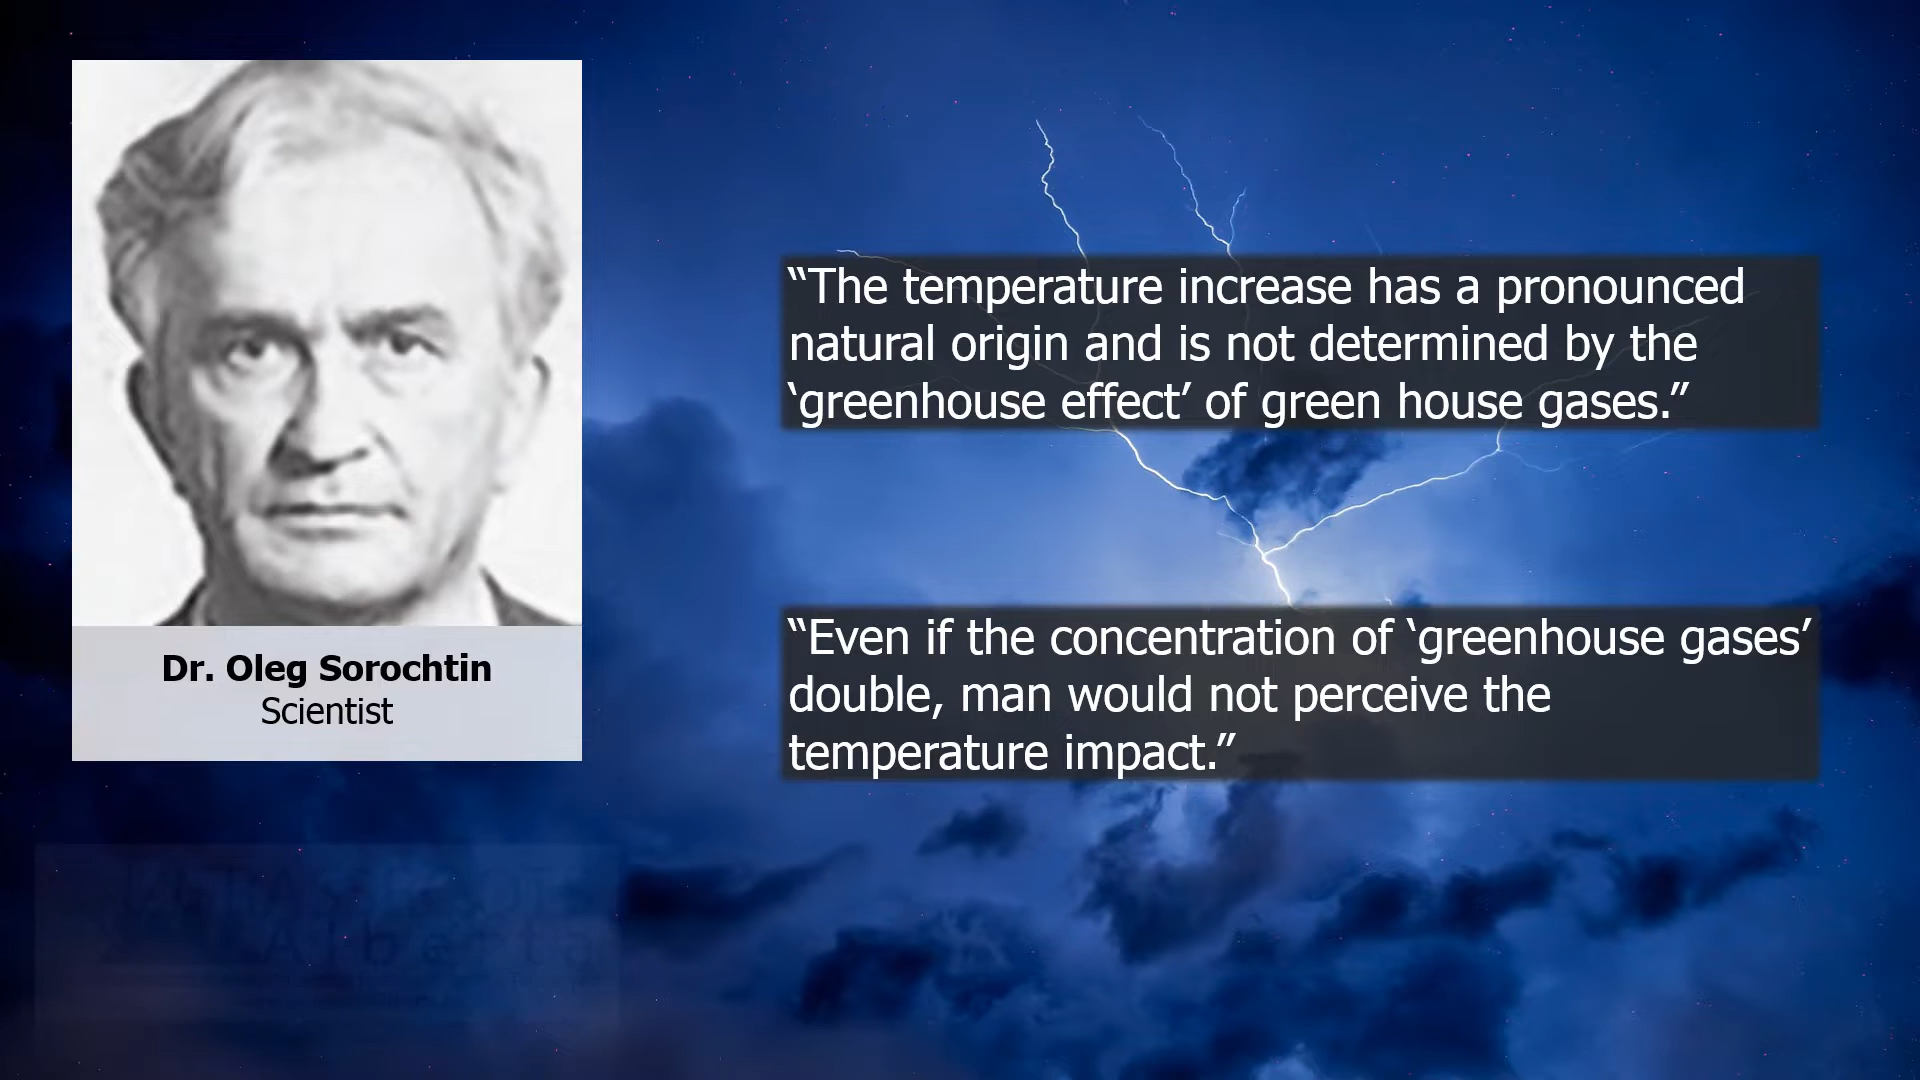 “The temperature increase has a pronounced
natural origin and is not determined by the
‘greenhouse effect’ of green house gases.”
“Even if the concentration of ‘greenhouse gases’
double, man would not perceive the
temperature impact.”
Dr. Oleg Sorochtin
Scientist
Alberta